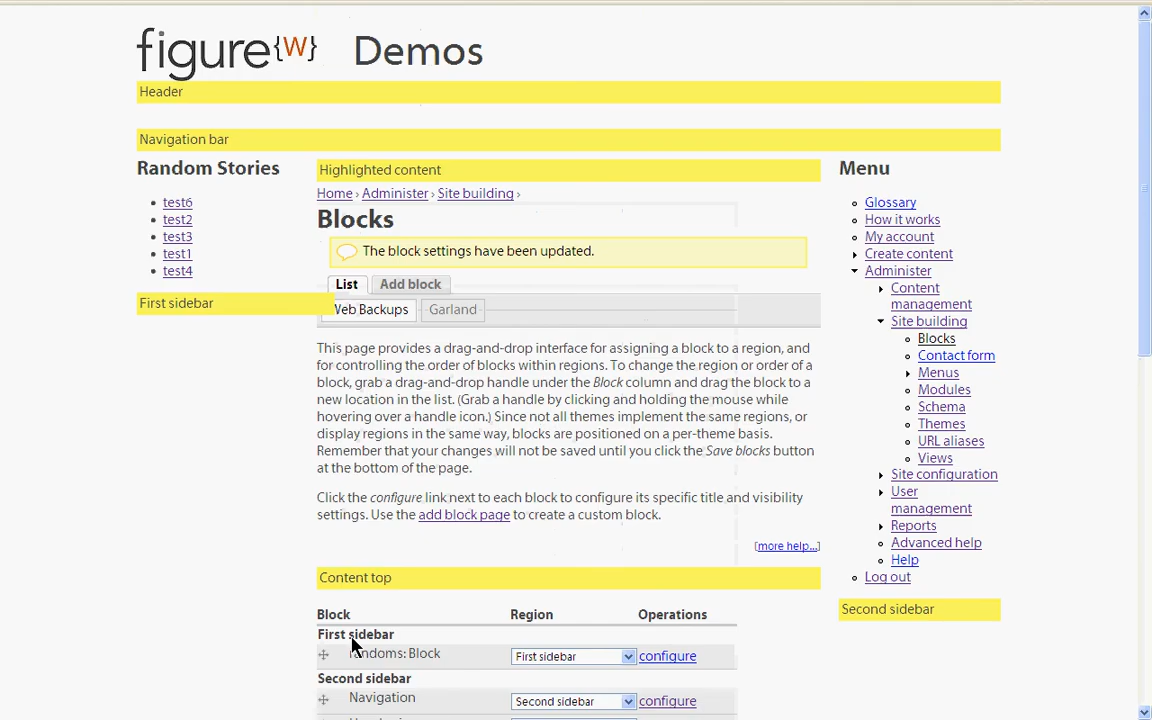 figure{W} Demos
Header
Navigation bar
Random Stories
test6
test2
test3
test1
test4
First sidebar
Highlighted content
Home › Administer › Site building ›
Blocks
The block settings have been updated.
List Add block
Web Backups Garland
This page provides a drag-and-drop interface for assigning a block to a region, and
for controlling the order of blocks within regions. To change the region or order of a
block, grab a drag-and-drop handle under the Block column and drag the block to a
new location in the list. (Grab a handle by clicking and holding the mouse while
hovering over a handle icon.) Since not all themes implement the same regions, or
display regions in the same way, blocks are positioned on a per-theme basis.
Remember that your changes will not be saved until you click the Save blocks button
at the bottom of the page.
Click the configure link next to each block to configure its specific title and visibility
settings. Use the add block page to create a custom block.
[more help...]
Content top
Block Region Operations
First sidebar
randoms: Block First sidebar configure
Second sidebar
Navigation Second sidebar configure
Menu
Glossary
How it works
My account
Create content
Administer
Content
management
Site building
Blocks
Contact form
Menus
Modules
Schema
Themes
URL aliases
Views
Site configuration
User
management
Reports
Advanced help
Help
Log out
Second sidebar